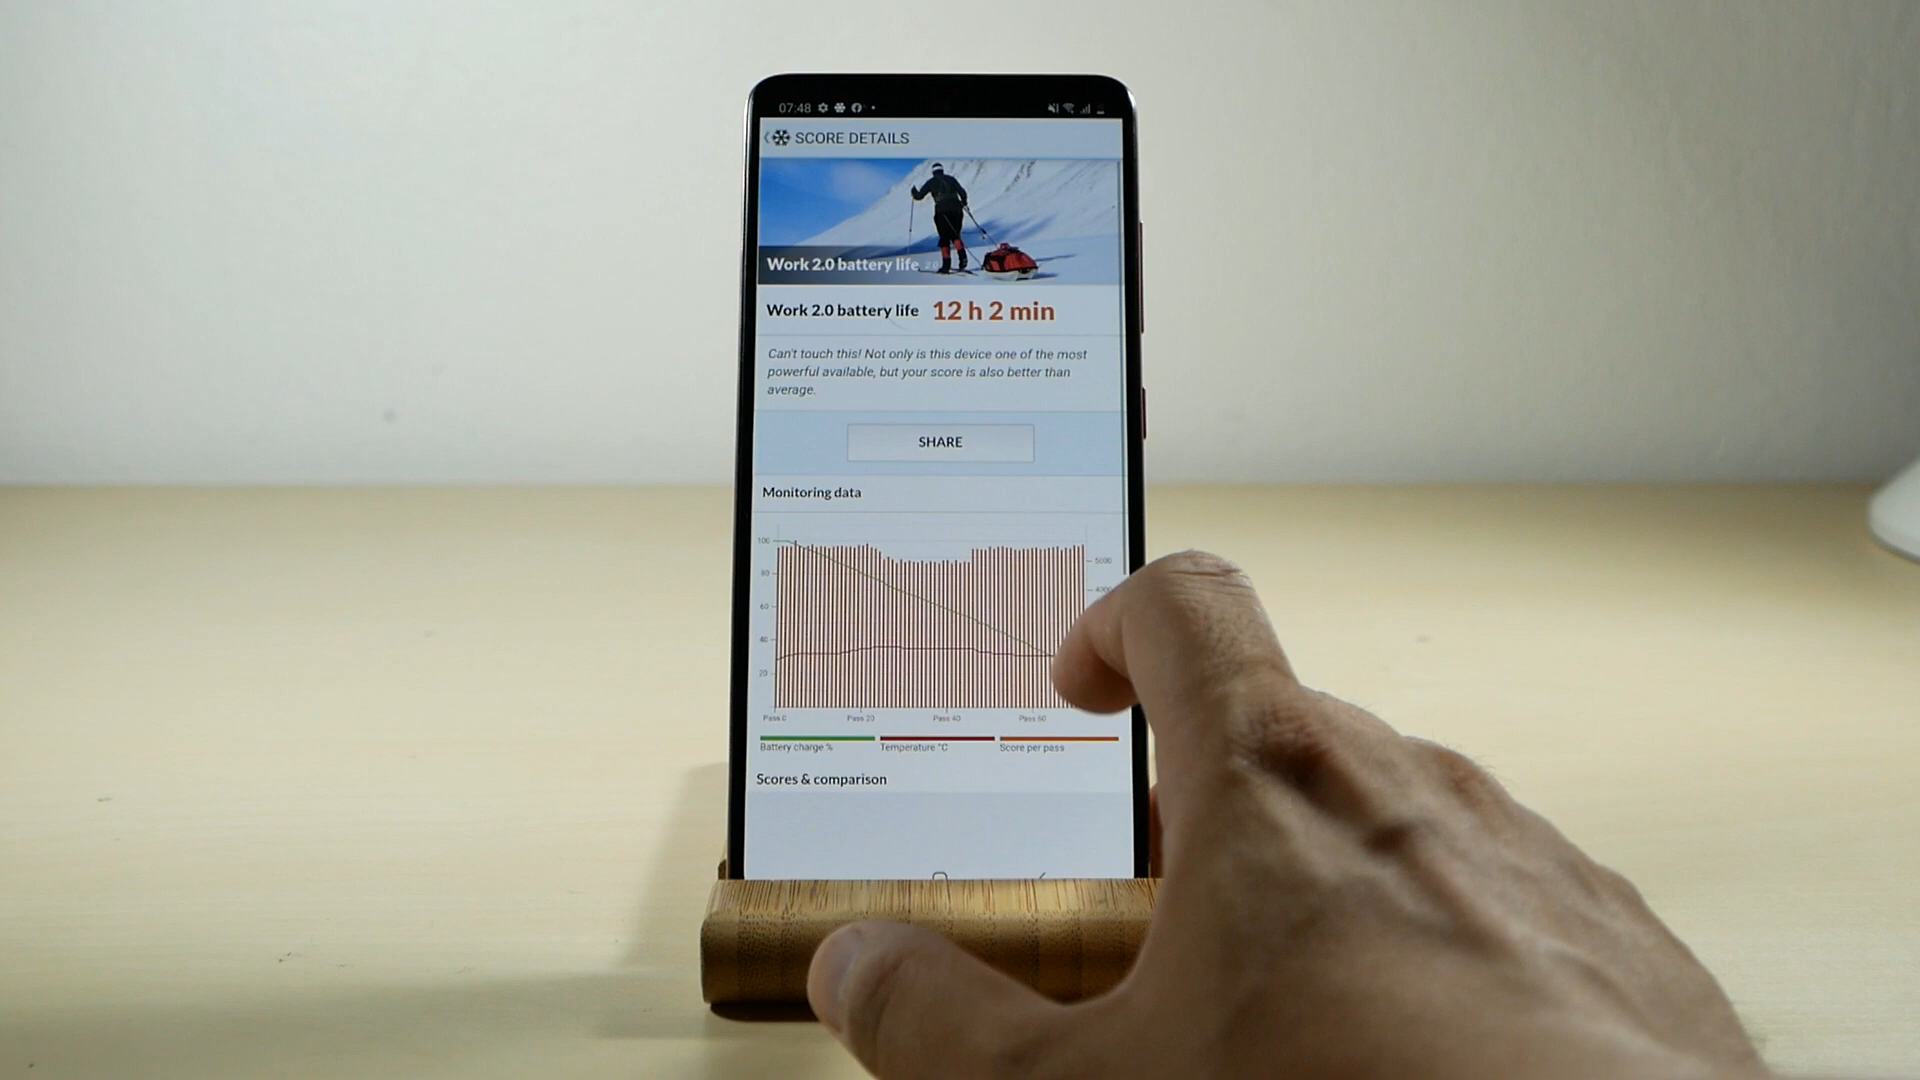 07:48
SCORE DETAILS
Work 2.0 battery life 2.0
Work 2.0 battery life 12 h 2 min
Can't touch this! Not only is this device one of the most
powerful available, but your score is also better than
average.
SHARE
Monitoring data
100
80
60
40
20
5000
4000
Pass 0 Pass 20 Pass 40 Pass 60
Battery charge % Temperature °C Score per pass
Scores & comparison